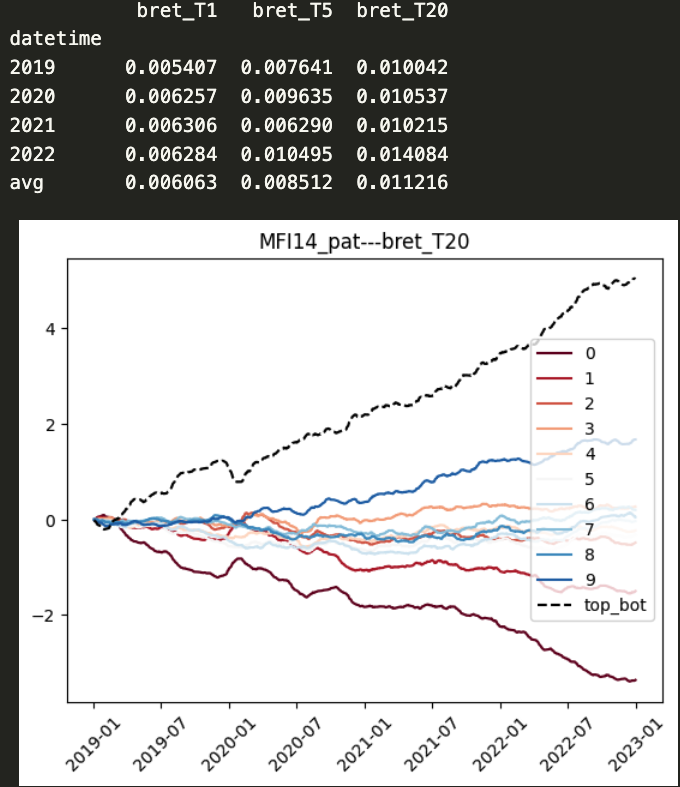 bret_T1 bret_T5 bret_T20
datetime
2019 0.005407 0.007641 0.010042
2020 0.006257 0.009635 0.010537
2021 0.006306 0.006290 0.010215
2022 0.006284 0.010495 0.014084
avg 0.006063 0.008512 0.011216
MFI14_pat---bret_T20
4
2
0
−2
0
1
2
3
4
5
6
7
8
9
top_bot
2019-01
2019-07
2020-01
2020-07
2021-01
2021-07
2022-01
2022-07
2023-01